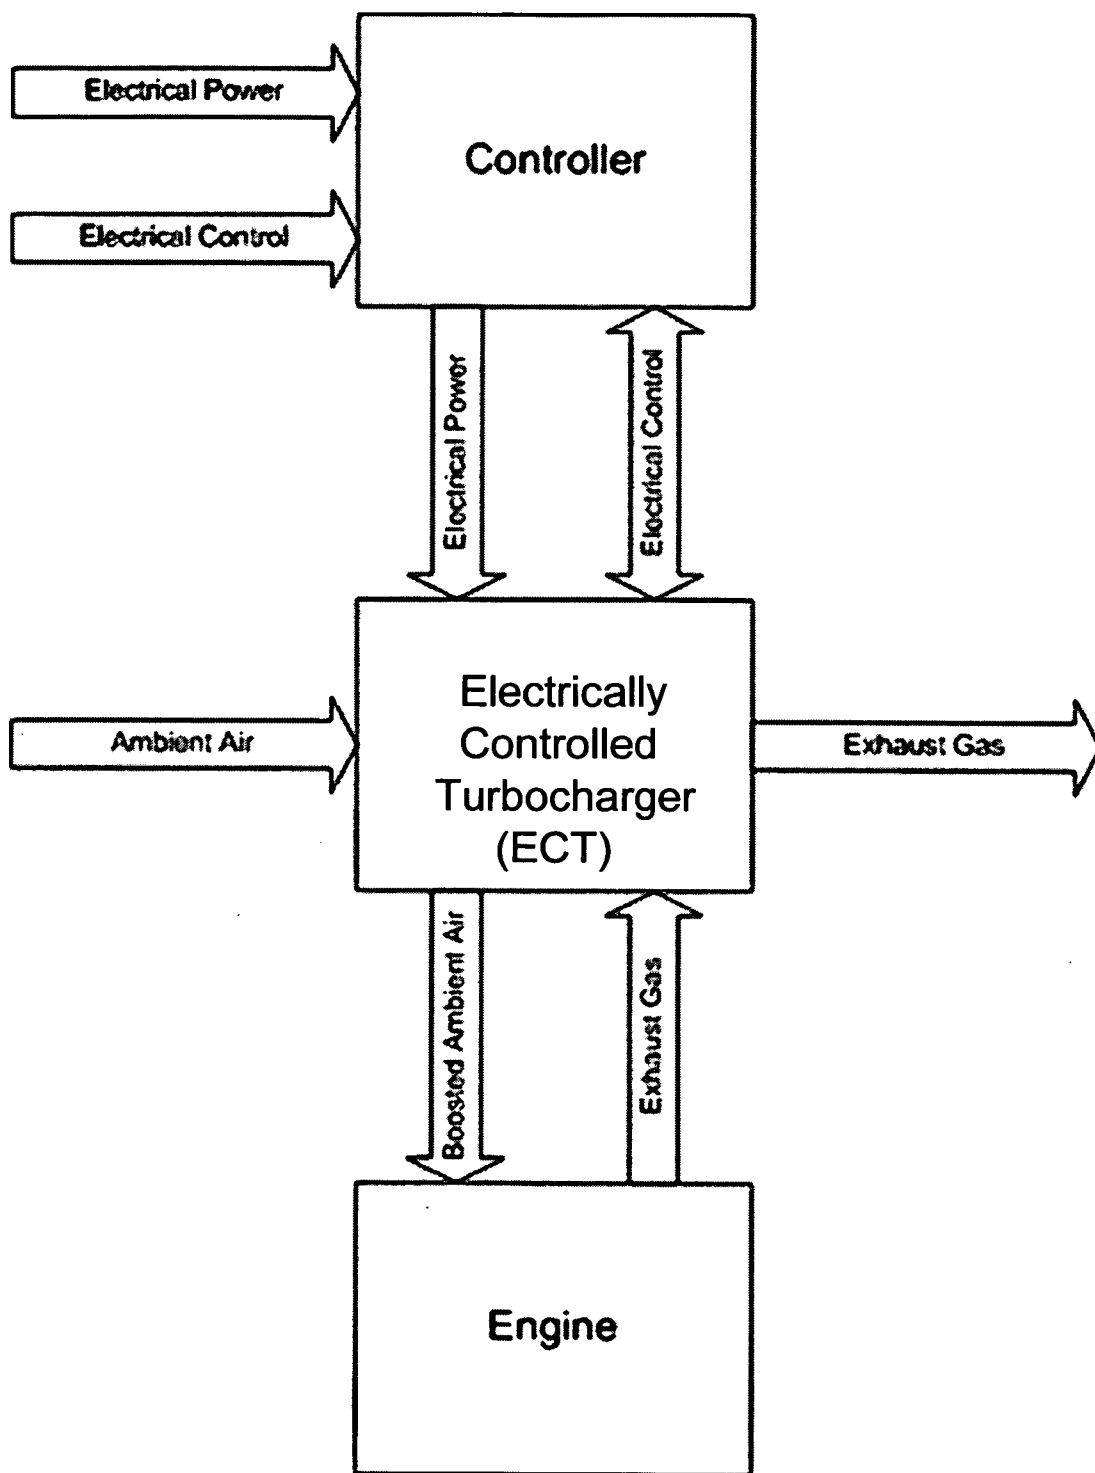 Electrical Power
Controller
Electrical Control
Electrical Power
Electrical Control
Ambient Air
Electrically
Controlled
Turbocharger
(ECT)
Exhaust Gas
Boosted Ambient Air
Exhaust Gas
Engine